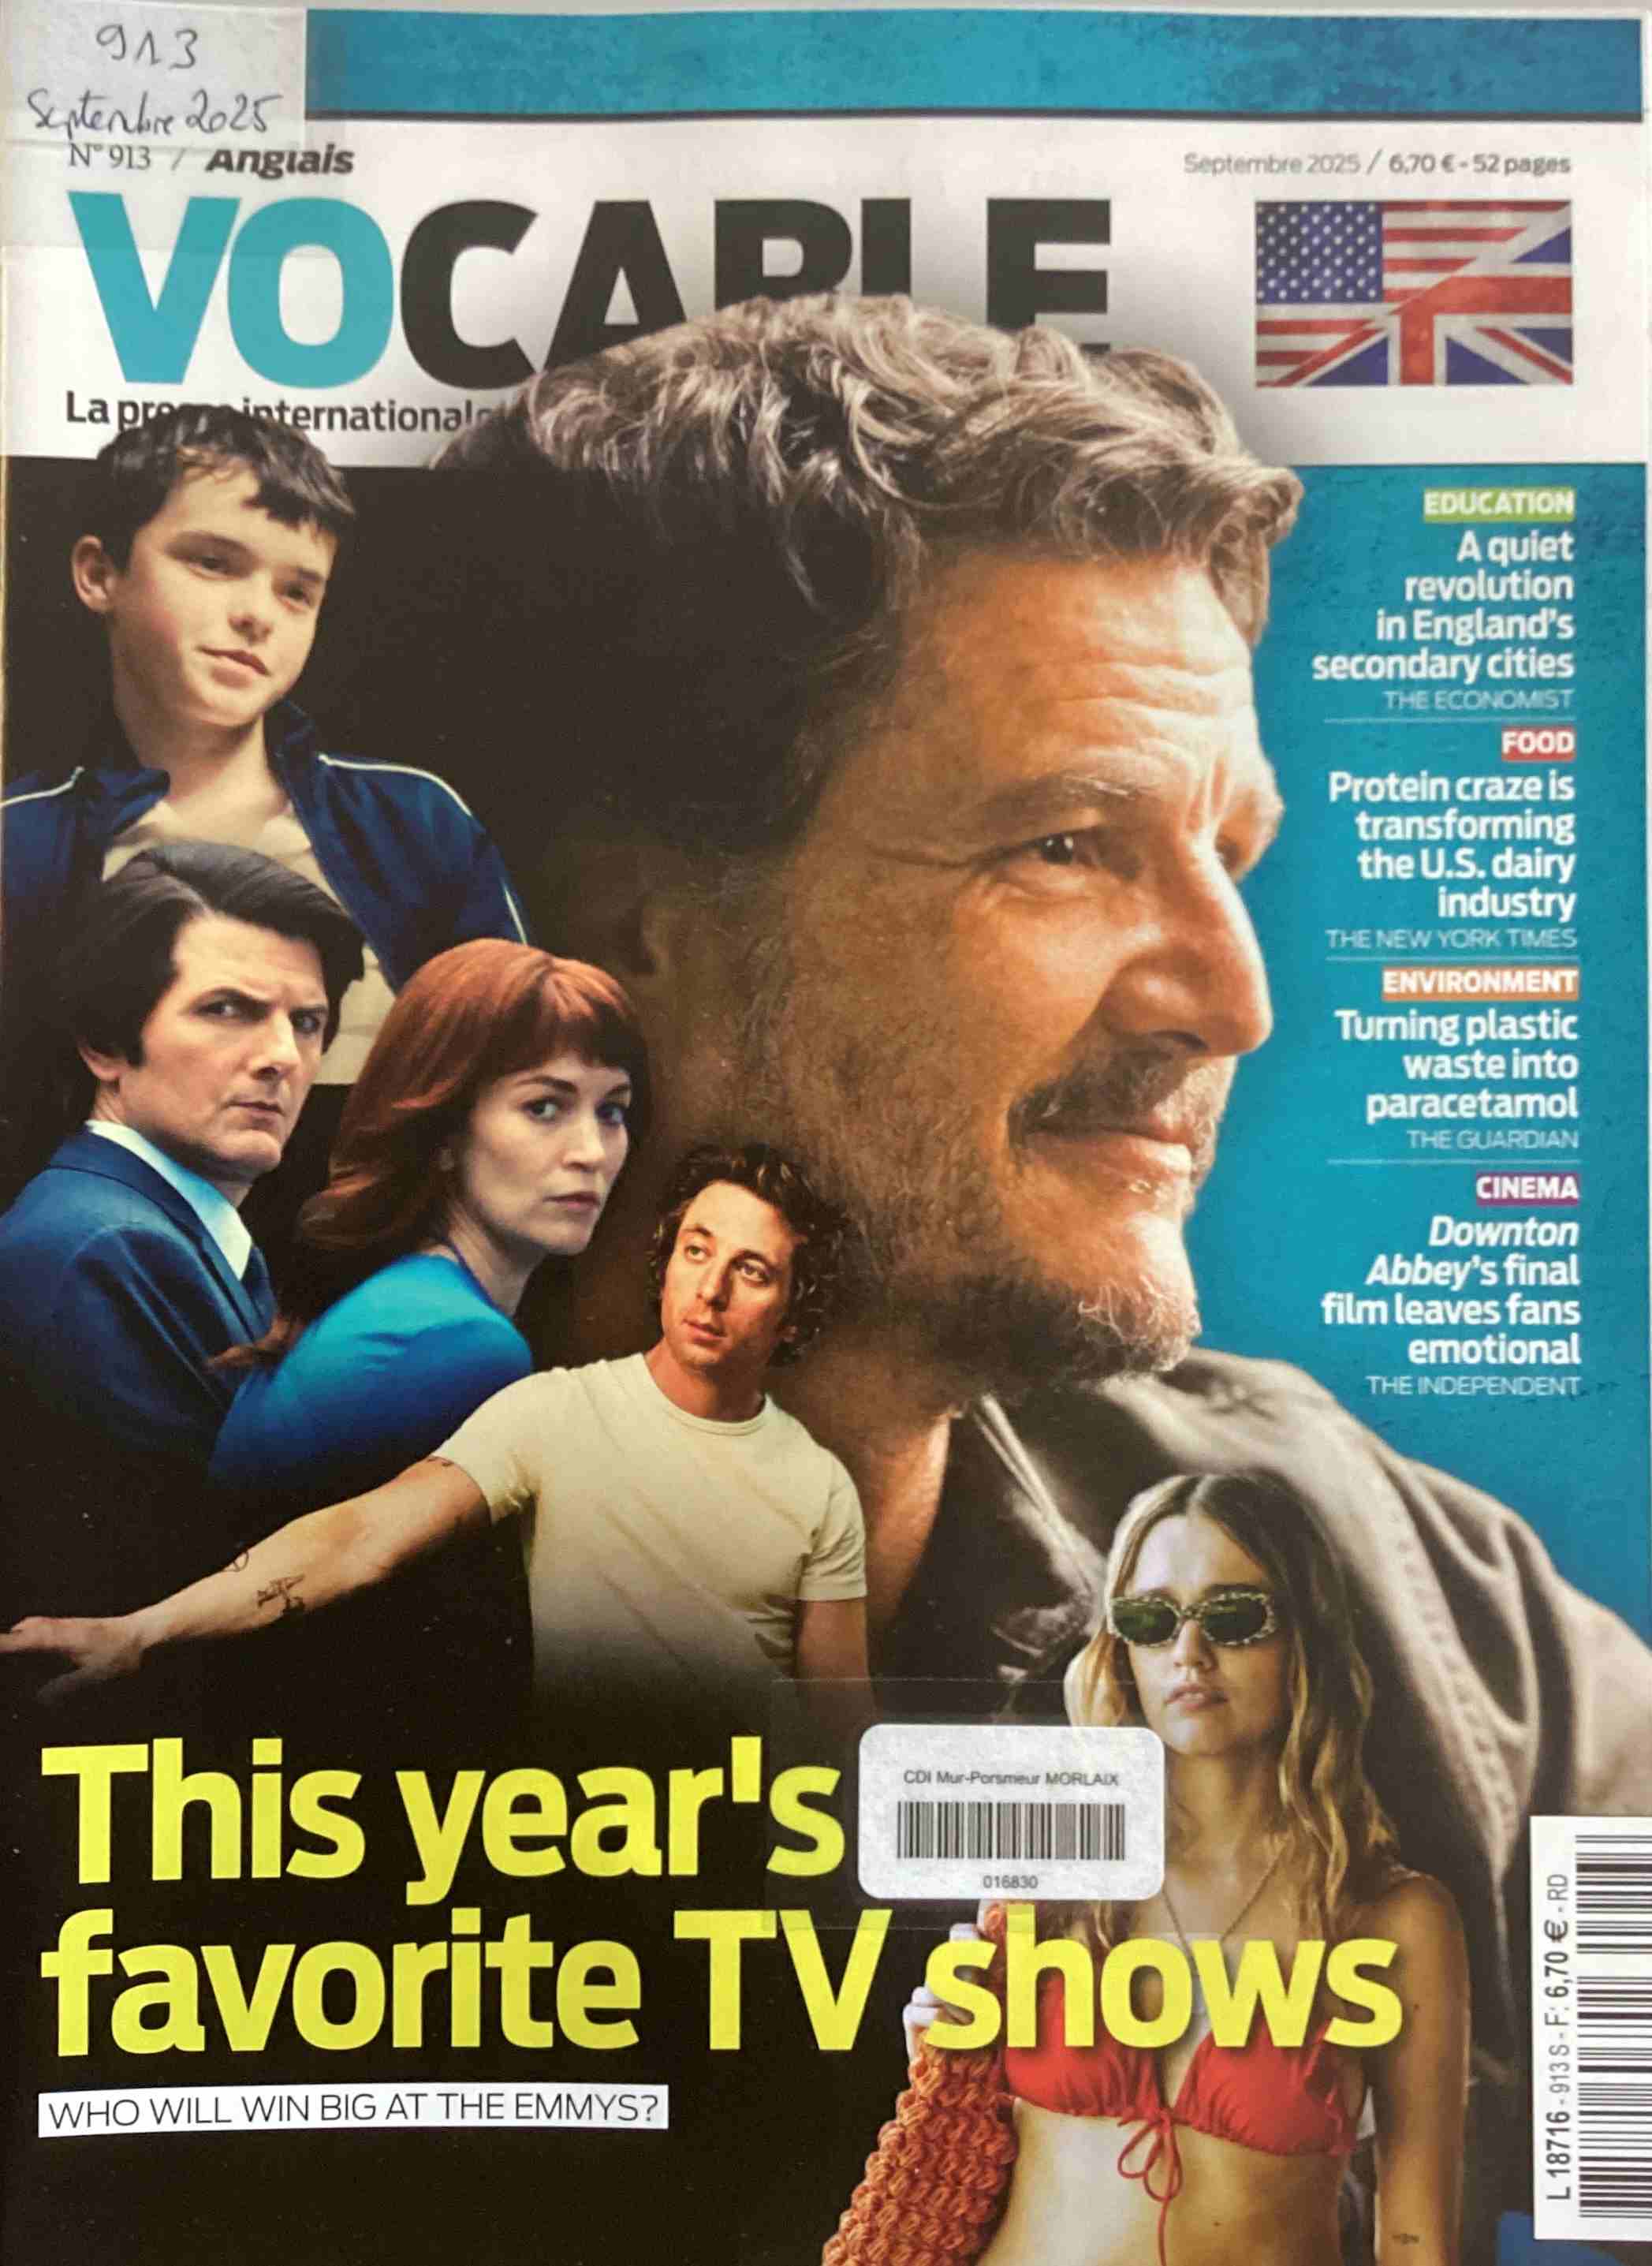 913
Septembre 2025
N° 913 / Anglais
Septembre 2025 / 6,70 € - 52 pages
VOCABLE
La presse internationale
EDUCATION
A quiet
revolution
in England's
secondary cities
THE ECONOMIST
FOOD
Protein craze is
transforming
the U.S. dairy
industry
THE NEW YORK TIMES
ENVIRONMENT
Turning plastic
waste into
paracetamol
THE GUARDIAN
CINEMA
Downton
Abbey's final
film leaves fans
emotional
THE INDEPENDENT
This year's
favorite TV shows
WHO WILL WIN BIG AT THE EMMYS?
CDI Mur-Porsmeur MORLAIX
016830
L 18716 - 913 S - F: 6,70 € - RD